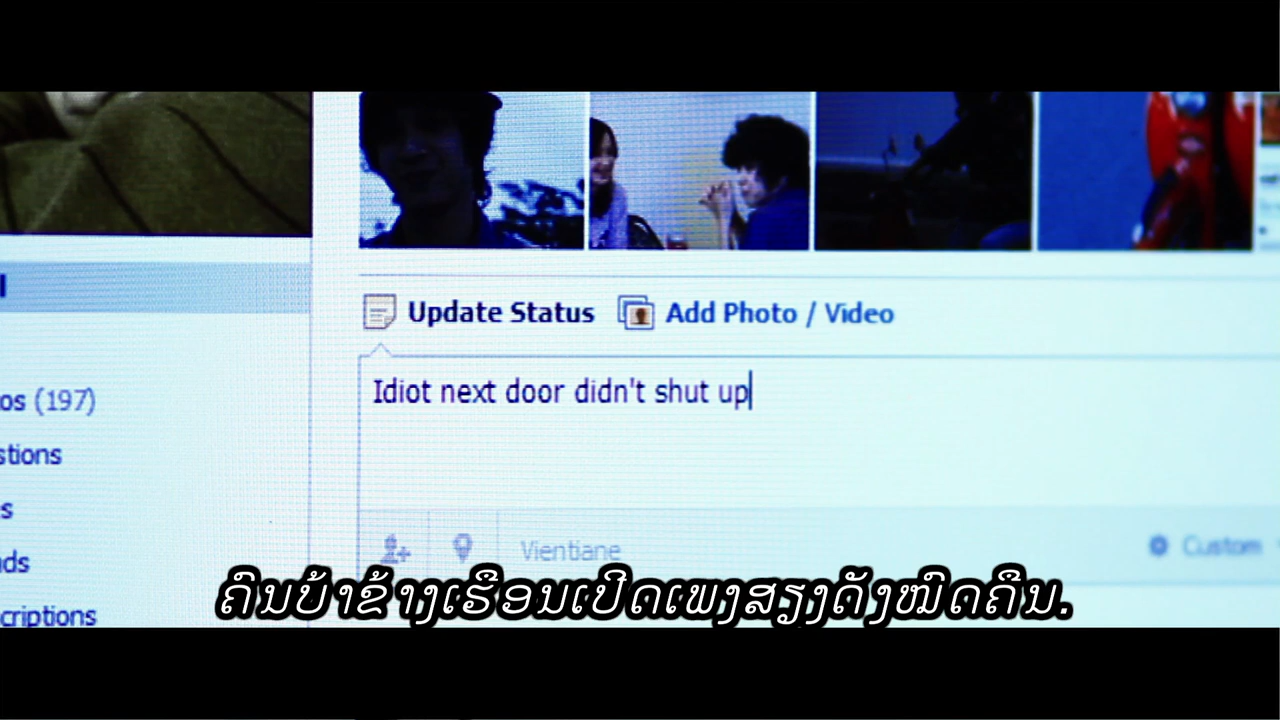 os (197)
stions
s
ds
criptions
Update Status Add Photo / Video
Idiot next door didn't shut up
Vientiane Custom
ຄົນບ້າຂ້າງເຮືອນເປີດເພງສຽງດັງໝົດຄືນ.